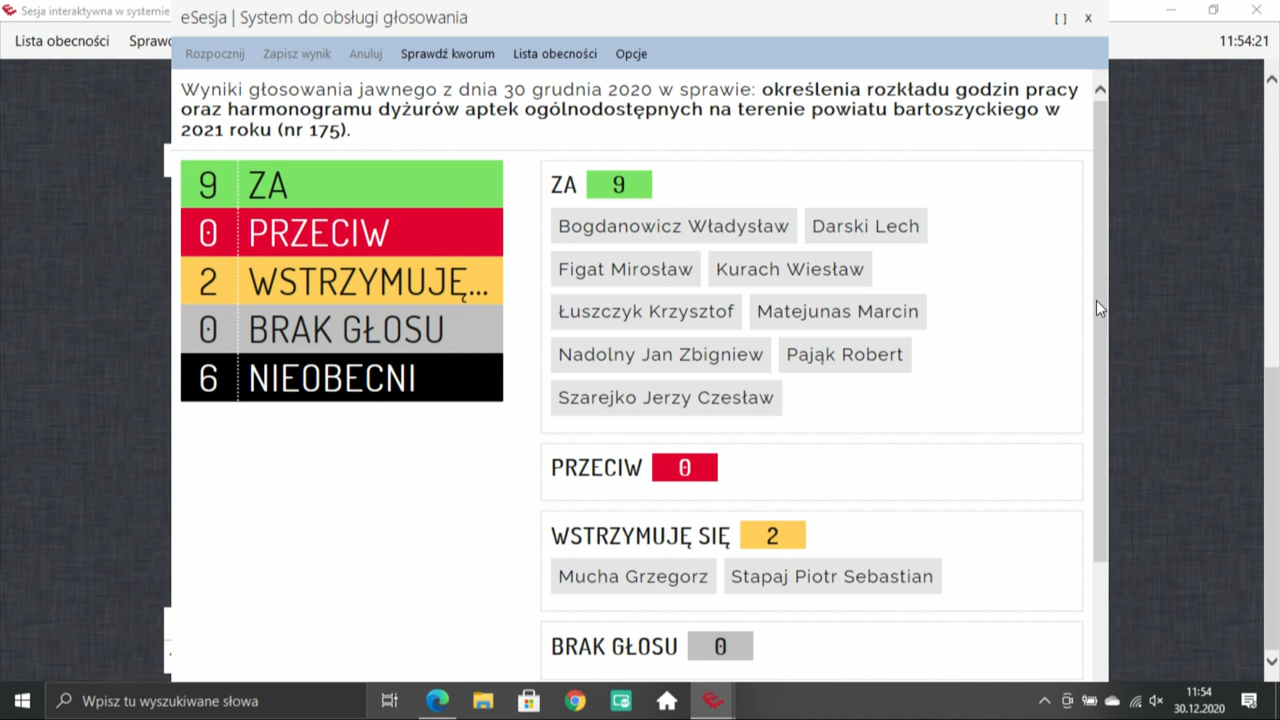 Sesja interaktywna w systemie
eSesja | System do obsługi głosowania
[ ] x
Lista obecności
Rozpocznij Zapisz wynik Anuluj Sprawdź kworum Lista obecności Opcje
11:54:21
Wyniki głosowania jawnego z dnia 30 grudnia 2020 w sprawie: określenia rozkładu godzin pracy
oraz harmonogramu dyżurów aptek ogólnodostępnych na terenie powiatu bartoszyckiego w
2021 roku (nr 175).
9 ZA
0 PRZECIW
2 WSTRZYMUJĘ...
0 BRAK GŁOSU
6 NIEOBECNI
ZA 9
Bogdanowicz Władysław Darski Lech
Figat Mirosław Kurach Wiesław
Łuszczyk Krzysztof Matejunas Marcin
Nadolny Jan Zbigniew Pająk Robert
Szarejko Jerzy Czesław
PRZECIW 0
WSTRZYMUJĘ SIĘ 2
Mucha Grzegorz Stapaj Piotr Sebastian
BRAK GŁOSU 0
Wpisz tu wyszukiwane słowa
11:54
30.12.2020